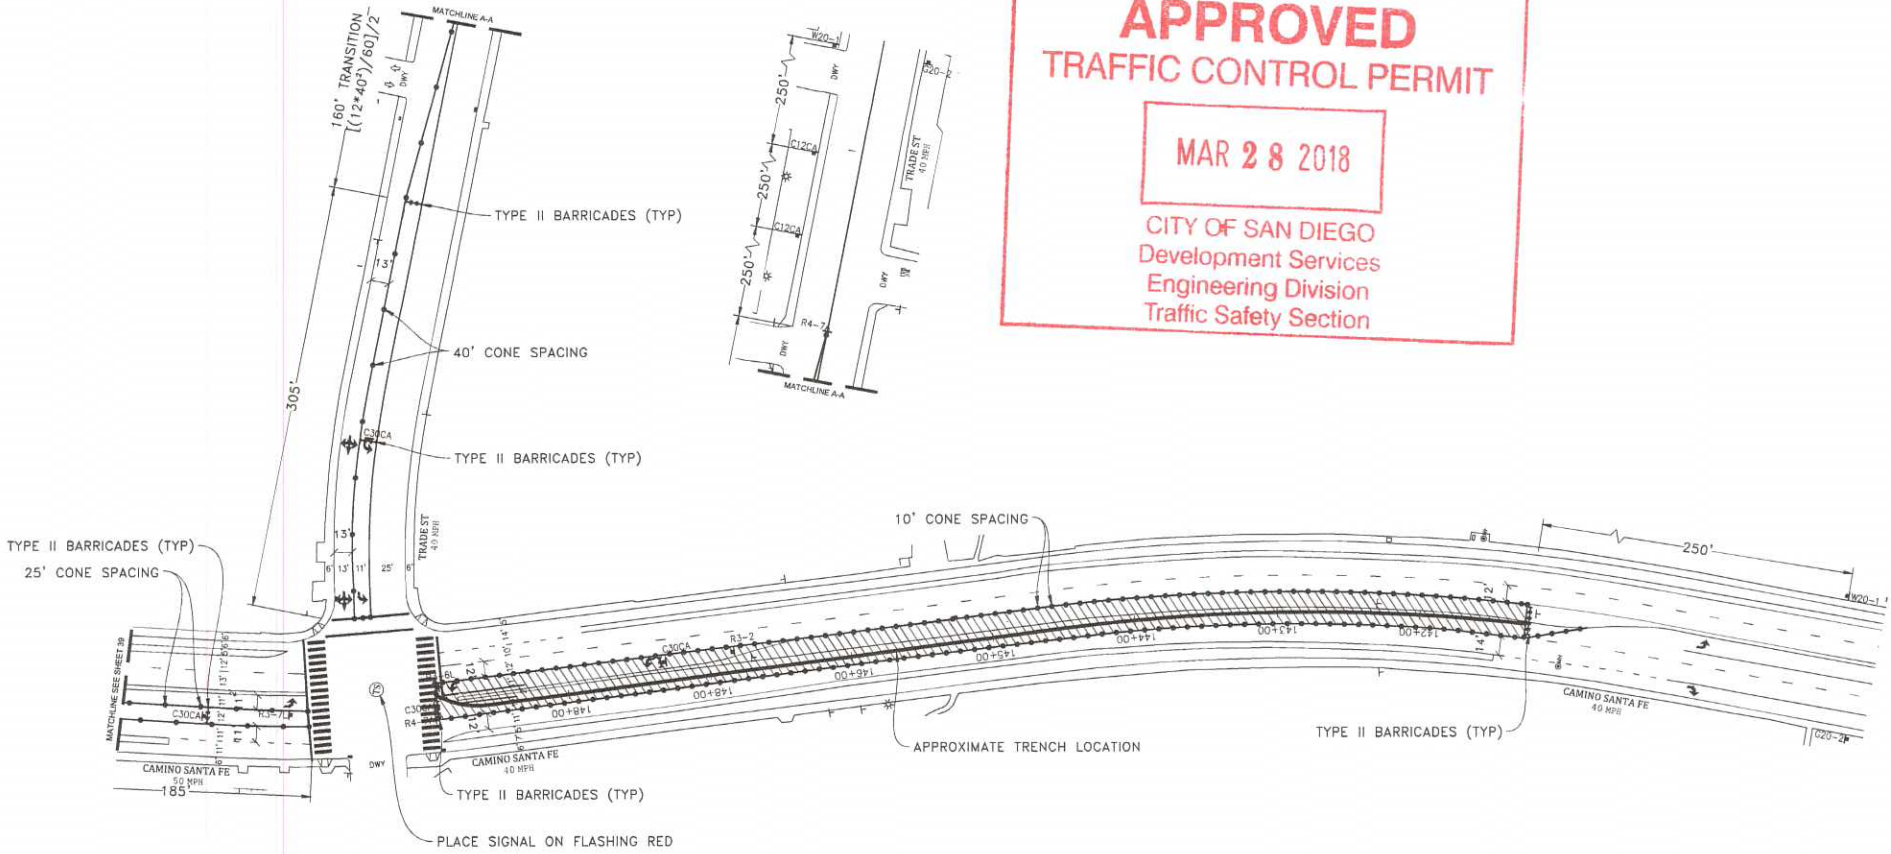 MATCHLINE A-A
160' TRANSITION
[(12*40²)/60]/2
DWY
TYPE II BARRICADES (TYP)
13'
40' CONE SPACING
305'
C30CA
TYPE II BARRICADES (TYP)
13'
TRADE ST
40 MPH
6' 13' 11' 25' 6'
W20-1
G20-2
250'
DWY
C12CA
TRADE ST
40 MPH
250'
C12CA
250'
DWY
R4-7
DWY
MATCHLINE A-A
APPROVED
TRAFFIC CONTROL PERMIT
MAR 28 2018
CITY OF SAN DIEGO
Development Services
Engineering Division
Traffic Safety Section
TYPE II BARRICADES (TYP)
25' CONE SPACING
MATCHLINE SEE SHEET 39
C30CA
R3-7L
CAMINO SANTA FE
50 MPH
185'
DWY
10' CONE SPACING
250'
W20-1
12'
C30CA
R3-2
12'
142+00
143+00
144+00
145+00
146+00
148+00
148+00
14'
12'
CAMINO SANTA FE
40 MPH
CAMINO SANTA FE
40 MPH
G20-2
APPROXIMATE TRENCH LOCATION
TYPE II BARRICADES (TYP)
TYPE II BARRICADES (TYP)
PLACE SIGNAL ON FLASHING RED